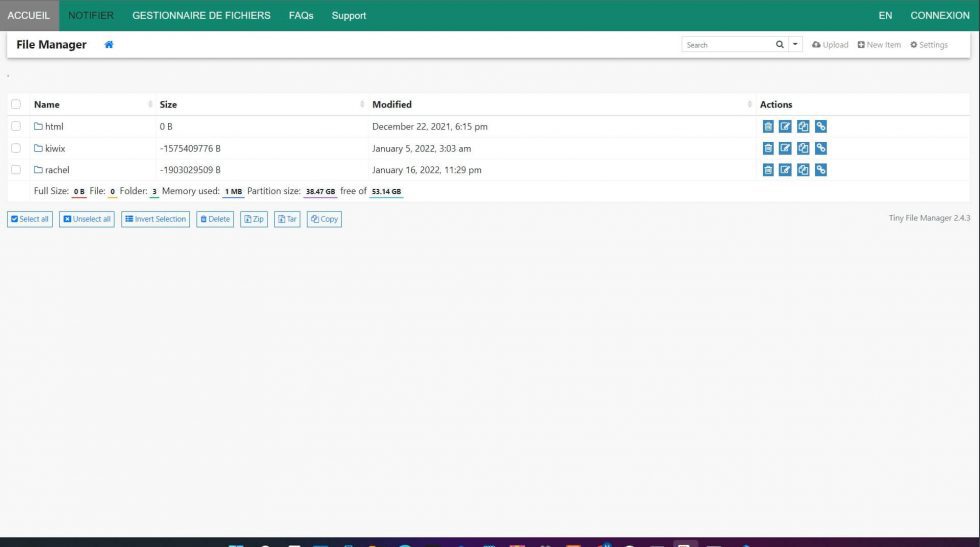 ACCUEIL NOTIFIER GESTIONNAIRE DE FICHIERS FAQs Support EN CONNEXION
File Manager Search Upload New Item Settings
Name Size Modified Actions
html 0 B December 22, 2021, 6:15 pm
kiwix -1575409776 B January 5, 2022, 3:03 am
rachel -1903029509 B January 16, 2022, 11:29 pm
Full Size: 0 B File: 0 Folder: 3 Memory used: 1 MB Partition size: 38.47 GB free of 53.14 GB
Select all Unselect all Invert Selection Delete Zip Tar Copy Tiny File Manager 2.4.3